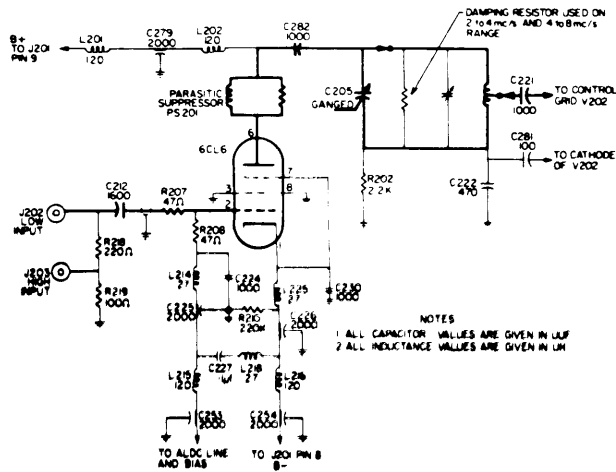 B+
TO J201
PIN 9
L201
120
C279
2000
L202
120
C282
1000
DAMPING RESISTOR USED ON
2 to 4 mc/s AND 4 to 8 mc/s
RANGE
PARASITIC
SUPPRESSOR
PS201
C205
GANGED
C221
1000
TO CONTROL
GRID V202
C281
100
TO CATHODE
OF V202
R202
2.2K
C222
470
6CL6
6
7
3
8
2
J202
LOW
INPUT
C212
1600
R207
47Ω
R208
47Ω
R218
220Ω
J203
HIGH
INPUT
R219
100Ω
L214
27
C224
1000
L225
27
C230
1000
C225
2000
R210
220K
C226
2000
C227
L218
27
L215
120
L216
120
C253
2000
C254
2000
TO ALDC LINE
AND BIAS
TO J201 PIN 8
B-
NOTES
1 ALL CAPACITOR VALUES ARE GIVEN IN UUF
2 ALL INDUCTANCE VALUES ARE GIVEN IN UH